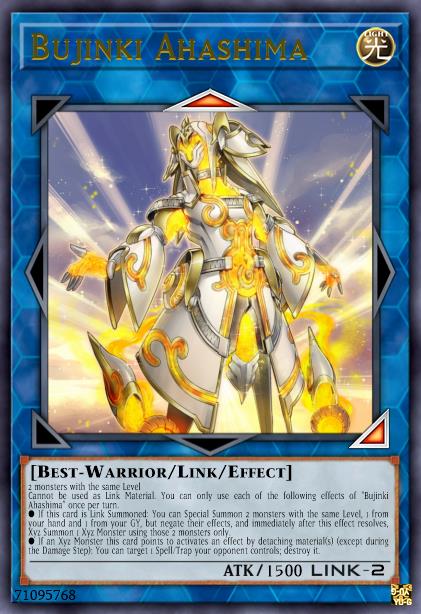 BUJINKI AHASHIMA
LIGHT
光
[BEST-WARRIOR/LINK/EFFECT]
2 monsters with the same Level
Cannot be used as Link Material. You can only use each of the following effects of "Bujinki
Ahashima" once per turn.
● If this card is Link Summoned: You can Special Summon 2 monsters with the same Level, 1 from
your hand and 1 from your GY, but negate their effects, and immediately after this effect resolves,
Xyz Summon 1 Xyz Monster using those 2 monsters only.
● If an Xyz Monster this card points to activates an effect by detaching material(s) (except during
the Damage Step): You can target 1 Spell/Trap your opponent controls; destroy it.
ATK/1500 LINK-2
71095768